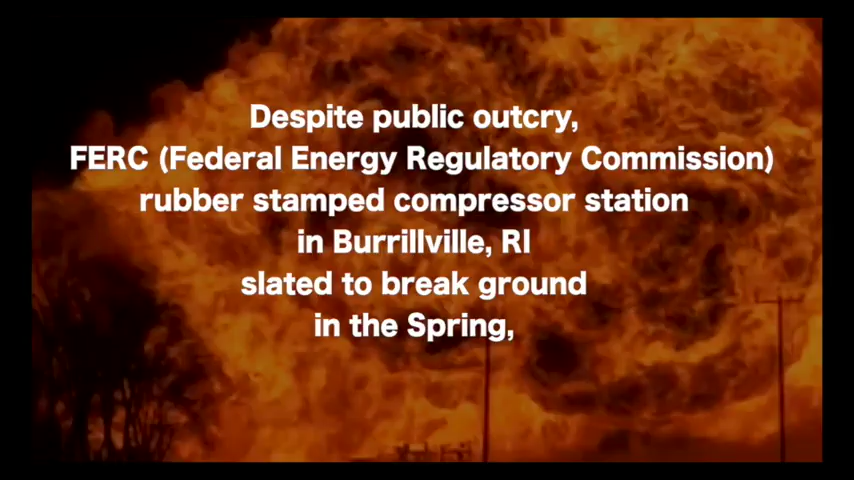 Despite public outcry,
FERC (Federal Energy Regulatory Commission)
rubber stamped compressor station
in Burrillville, RI
slated to break ground
in the Spring,